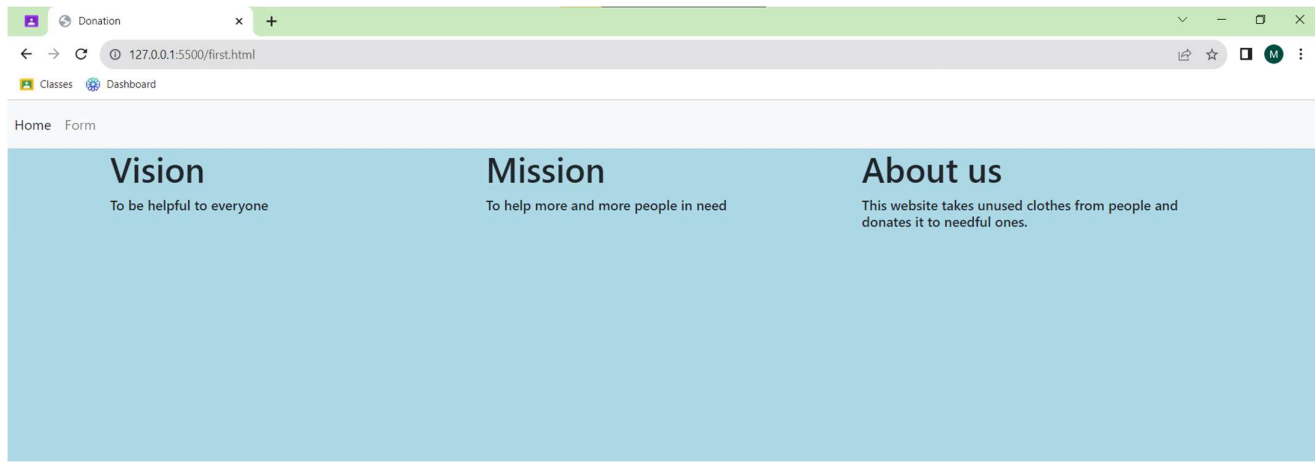 Donation
127.0.0.1:5500/first.html
M
Classes Dashboard
Home Form
Vision
To be helpful to everyone
Mission
To help more and more people in need
About us
This website takes unused clothes from people and
donates it to needful ones.